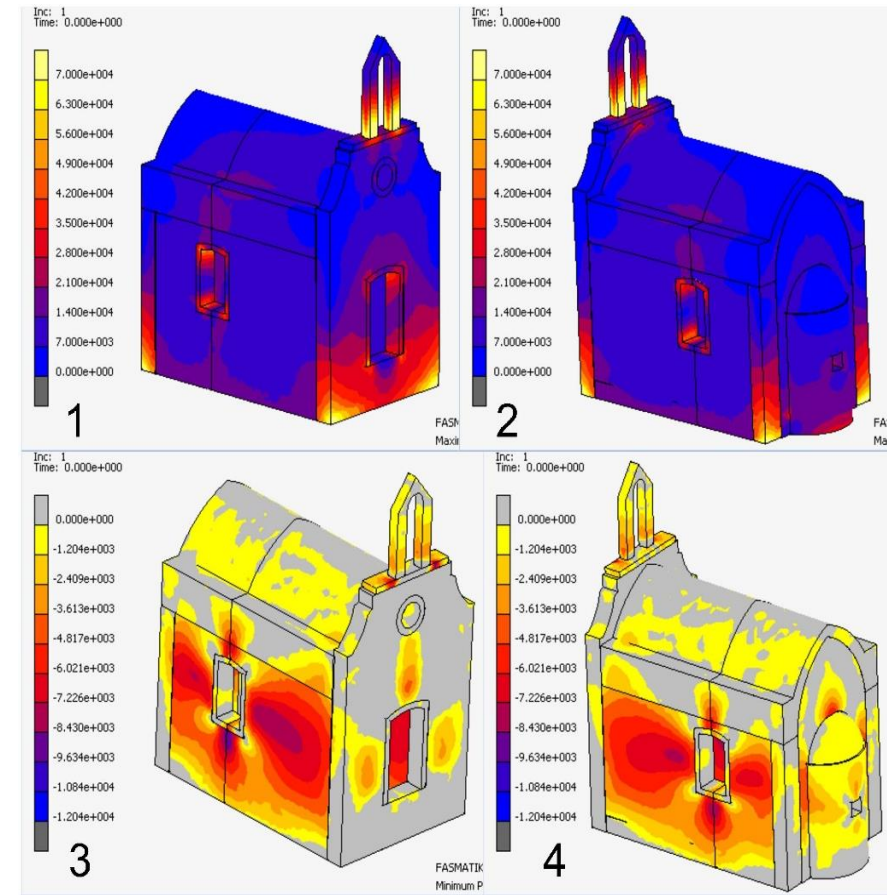 Inc: 1
Time: 0.000e+000
7.000e+004
6.300e+004
5.600e+004
4.900e+004
4.200e+004
3.500e+004
2.800e+004
2.100e+004
1.400e+004
7.000e+003
0.000e+000
1
FASM
Maxir
Inc: 1
Time: 0.000e+000
7.000e+004
6.300e+004
5.600e+004
4.900e+004
4.200e+004
3.500e+004
2.800e+004
2.100e+004
1.400e+004
7.000e+003
0.000e+000
2
FAS
Ma
Inc: 1
Time: 0.000e+000
0.000e+000
-1.204e+003
-2.409e+003
-3.613e+003
-4.817e+003
-6.021e+003
-7.226e+003
-8.430e+003
-9.634e+003
-1.084e+004
-1.204e+004
3
FASMATIK
Minimum P
Inc: 1
Time: 0.000e+000
0.000e+000
-1.204e+003
-2.409e+003
-3.613e+003
-4.817e+003
-6.021e+003
-7.226e+003
-8.430e+003
-9.634e+003
-1.084e+004
-1.204e+004
4